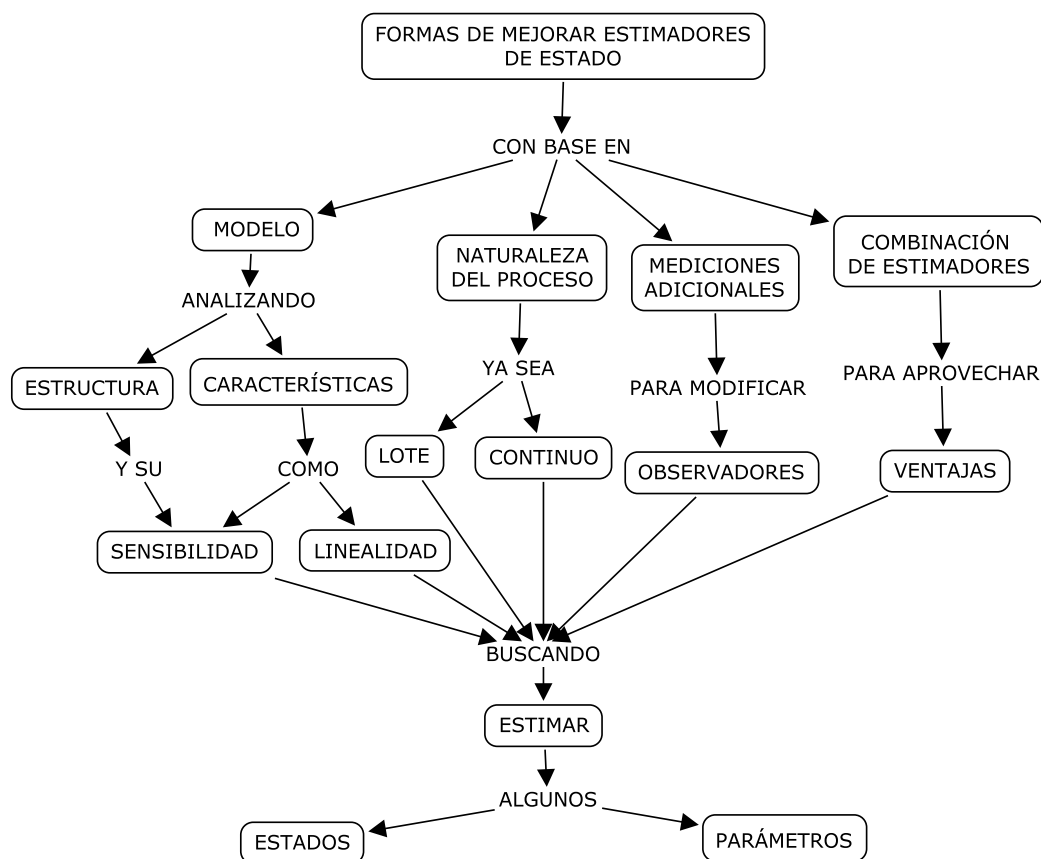 FORMAS DE MEJORAR ESTIMADORES
DE ESTADO
CON BASE EN
MODELO
NATURALEZA
DEL PROCESO
MEDICIONES
ADICIONALES
COMBINACIÓN
DE ESTIMADORES
ANALIZANDO
ESTRUCTURA
CARACTERÍSTICAS
YA SEA
PARA MODIFICAR
PARA APROVECHAR
Y SU
COMO
LOTE
CONTINUO
OBSERVADORES
VENTAJAS
SENSIBILIDAD
LINEALIDAD
BUSCANDO
ESTIMAR
ALGUNOS
ESTADOS
PARÁMETROS